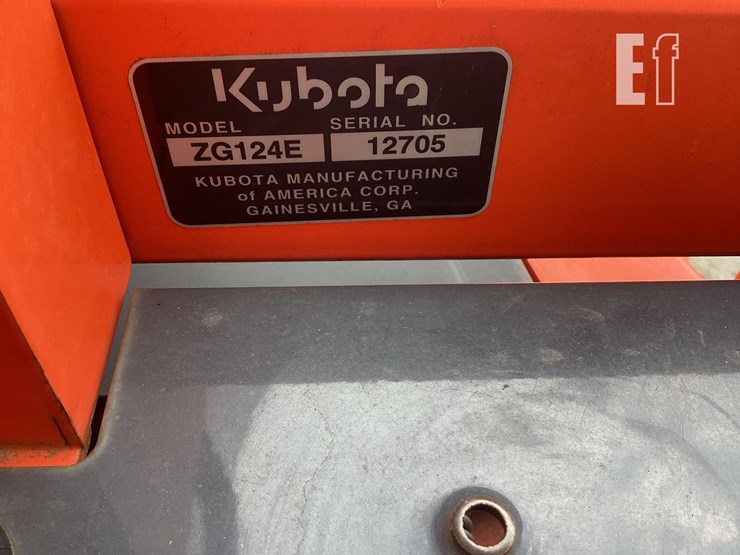 Ef
Kubota
MODEL SERIAL NO.
ZG124E 12705
KUBOTA MANUFACTURING
of AMERICA CORP.
GAINESVILLE, GA